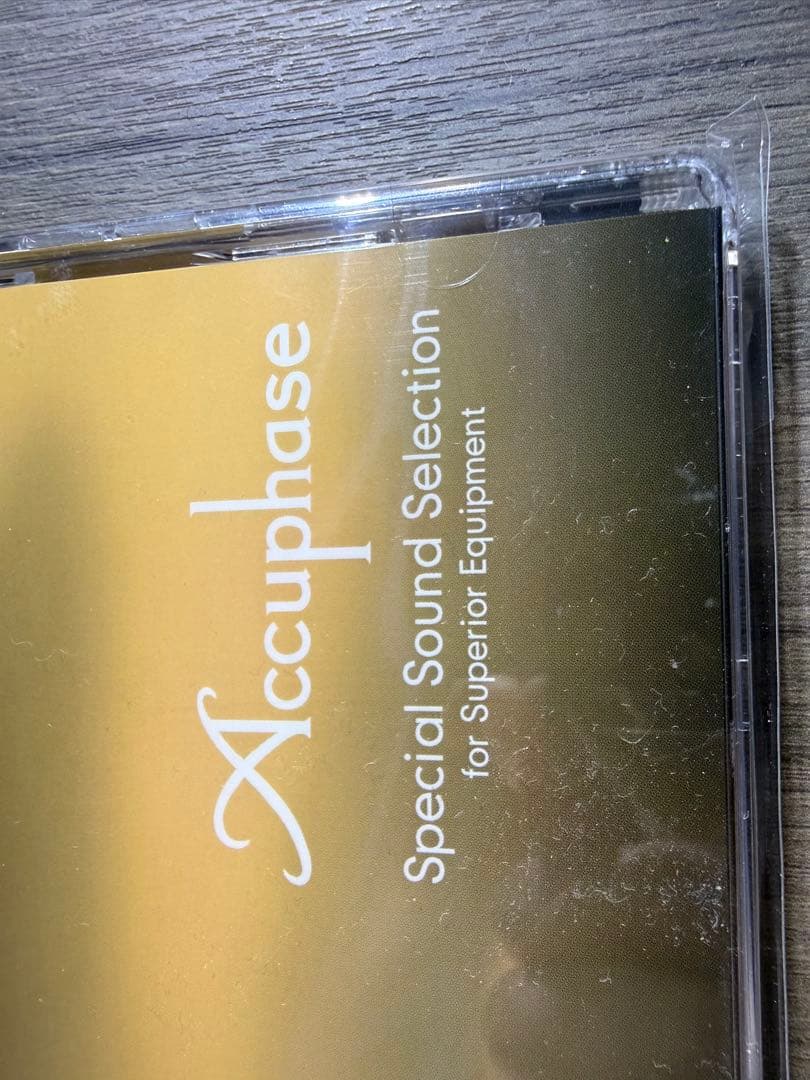 Accuphase
Special Sound Selection
for Superior Equipment